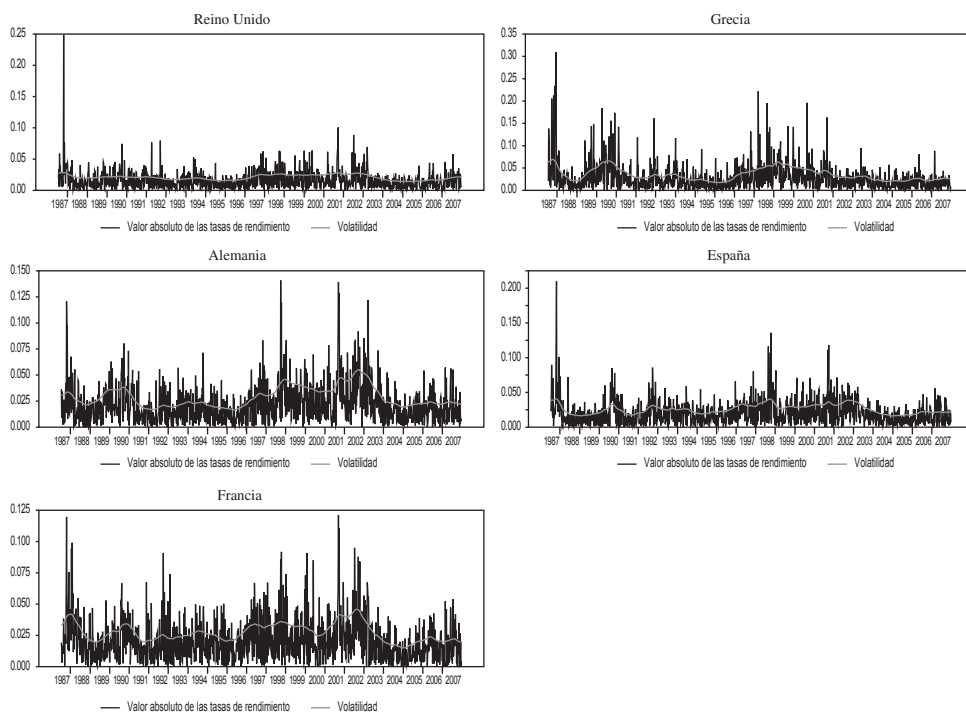 Reino Unido
0.25
0.20
0.15
0.10
0.05
0.00
1987 1988 1989 1990 1991 1992 1993 1994 1995 1996 1997 1998 1999 2000 2001 2002 2003 2004 2005 2006 2007
Valor absoluto de las tasas de rendimiento Volatilidad
Grecia
0.35
0.30
0.25
0.20
0.15
0.10
0.05
0.00
1987 1988 1989 1990 1991 1992 1993 1994 1995 1996 1997 1998 1999 2000 2001 2002 2003 2004 2005 2006 2007
Valor absoluto de las tasas de rendimiento Volatilidad
Alemania
0.150
0.125
0.100
0.075
0.050
0.025
0.000
1987 1988 1989 1990 1991 1992 1993 1994 1995 1996 1997 1998 1999 2000 2001 2002 2003 2004 2005 2006 2007
Valor absoluto de las tasas de rendimiento Volatilidad
España
0.200
0.150
0.100
0.050
0.000
1987 1988 1989 1990 1991 1992 1993 1994 1995 1996 1997 1998 1999 2000 2001 2002 2003 2004 2005 2006 2007
Valor absoluto de las tasas de rendimiento Volatilidad
Francia
0.125
0.100
0.075
0.050
0.025
0.000
1987 1988 1989 1990 1991 1992 1993 1994 1995 1996 1997 1998 1999 2000 2001 2002 2003 2004 2005 2006 2007
Valor absoluto de las tasas de rendimiento Volatilidad